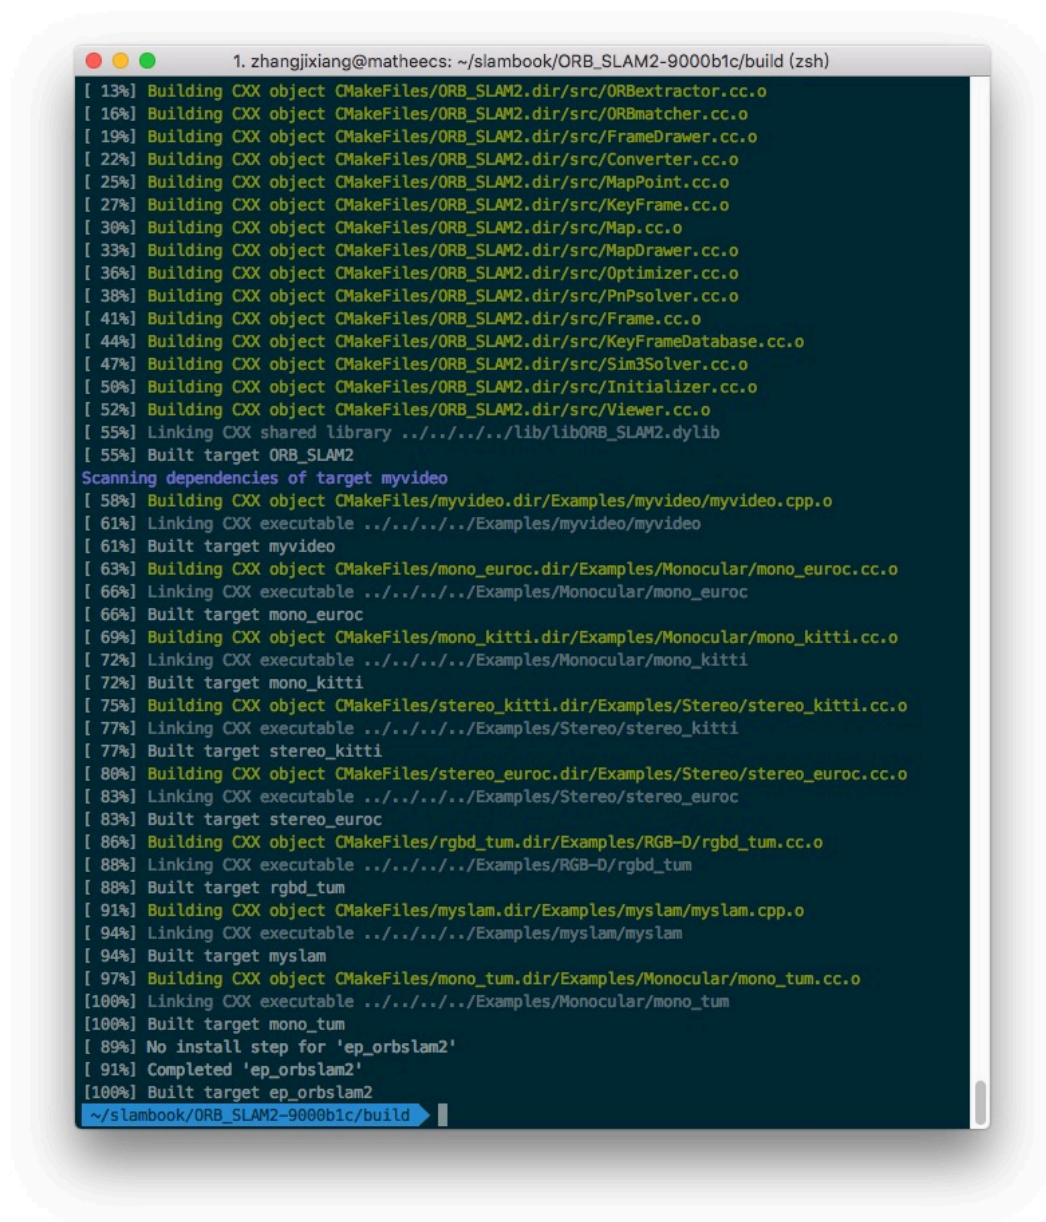 1. zhangjixiang@matheecs: ~/slambook/ORB_SLAM2-9000b1c/build (zsh)
[ 13%] Building CXX object CMakeFiles/ORB_SLAM2.dir/src/ORBextractor.cc.o
[ 16%] Building CXX object CMakeFiles/ORB_SLAM2.dir/src/ORBmatcher.cc.o
[ 19%] Building CXX object CMakeFiles/ORB_SLAM2.dir/src/FrameDrawer.cc.o
[ 22%] Building CXX object CMakeFiles/ORB_SLAM2.dir/src/Converter.cc.o
[ 25%] Building CXX object CMakeFiles/ORB_SLAM2.dir/src/MapPoint.cc.o
[ 27%] Building CXX object CMakeFiles/ORB_SLAM2.dir/src/KeyFrame.cc.o
[ 30%] Building CXX object CMakeFiles/ORB_SLAM2.dir/src/Map.cc.o
[ 33%] Building CXX object CMakeFiles/ORB_SLAM2.dir/src/MapDrawer.cc.o
[ 36%] Building CXX object CMakeFiles/ORB_SLAM2.dir/src/Optimizer.cc.o
[ 38%] Building CXX object CMakeFiles/ORB_SLAM2.dir/src/PnPsolver.cc.o
[ 41%] Building CXX object CMakeFiles/ORB_SLAM2.dir/src/Frame.cc.o
[ 44%] Building CXX object CMakeFiles/ORB_SLAM2.dir/src/KeyFrameDatabase.cc.o
[ 47%] Building CXX object CMakeFiles/ORB_SLAM2.dir/src/Sim3Solver.cc.o
[ 50%] Building CXX object CMakeFiles/ORB_SLAM2.dir/src/Initializer.cc.o
[ 52%] Building CXX object CMakeFiles/ORB_SLAM2.dir/src/Viewer.cc.o
[ 55%] Linking CXX shared library ../../../../lib/libORB_SLAM2.dylib
[ 55%] Built target ORB_SLAM2
Scanning dependencies of target myvideo
[ 58%] Building CXX object CMakeFiles/myvideo.dir/Examples/myvideo/myvideo.cpp.o
[ 61%] Linking CXX executable ../../../../Examples/myvideo/myvideo
[ 61%] Built target myvideo
[ 63%] Building CXX object CMakeFiles/mono_euroc.dir/Examples/Monocular/mono_euroc.cc.o
[ 66%] Linking CXX executable ../../../../Examples/Monocular/mono_euroc
[ 66%] Built target mono_euroc
[ 69%] Building CXX object CMakeFiles/mono_kitti.dir/Examples/Monocular/mono_kitti.cc.o
[ 72%] Linking CXX executable ../../../../Examples/Monocular/mono_kitti
[ 72%] Built target mono_kitti
[ 75%] Building CXX object CMakeFiles/stereo_kitti.dir/Examples/Stereo/stereo_kitti.cc.o
[ 77%] Linking CXX executable ../../../../Examples/Stereo/stereo_kitti
[ 77%] Built target stereo_kitti
[ 80%] Building CXX object CMakeFiles/stereo_euroc.dir/Examples/Stereo/stereo_euroc.cc.o
[ 83%] Linking CXX executable ../../../../Examples/Stereo/stereo_euroc
[ 83%] Built target stereo_euroc
[ 86%] Building CXX object CMakeFiles/rgbd_tum.dir/Examples/RGB-D/rgbd_tum.cc.o
[ 88%] Linking CXX executable ../../../../Examples/RGB-D/rgbd_tum
[ 88%] Built target rgbd_tum
[ 91%] Building CXX object CMakeFiles/myslam.dir/Examples/myslam/myslam.cpp.o
[ 94%] Linking CXX executable ../../../../Examples/myslam/myslam
[ 94%] Built target myslam
[ 97%] Building CXX object CMakeFiles/mono_tum.dir/Examples/Monocular/mono_tum.cc.o
[100%] Linking CXX executable ../../../../Examples/Monocular/mono_tum
[100%] Built target mono_tum
[ 89%] No install step for 'ep_orbslam2'
[ 91%] Completed 'ep_orbslam2'
[100%] Built target ep_orbslam2
~/slambook/ORB_SLAM2-9000b1c/build